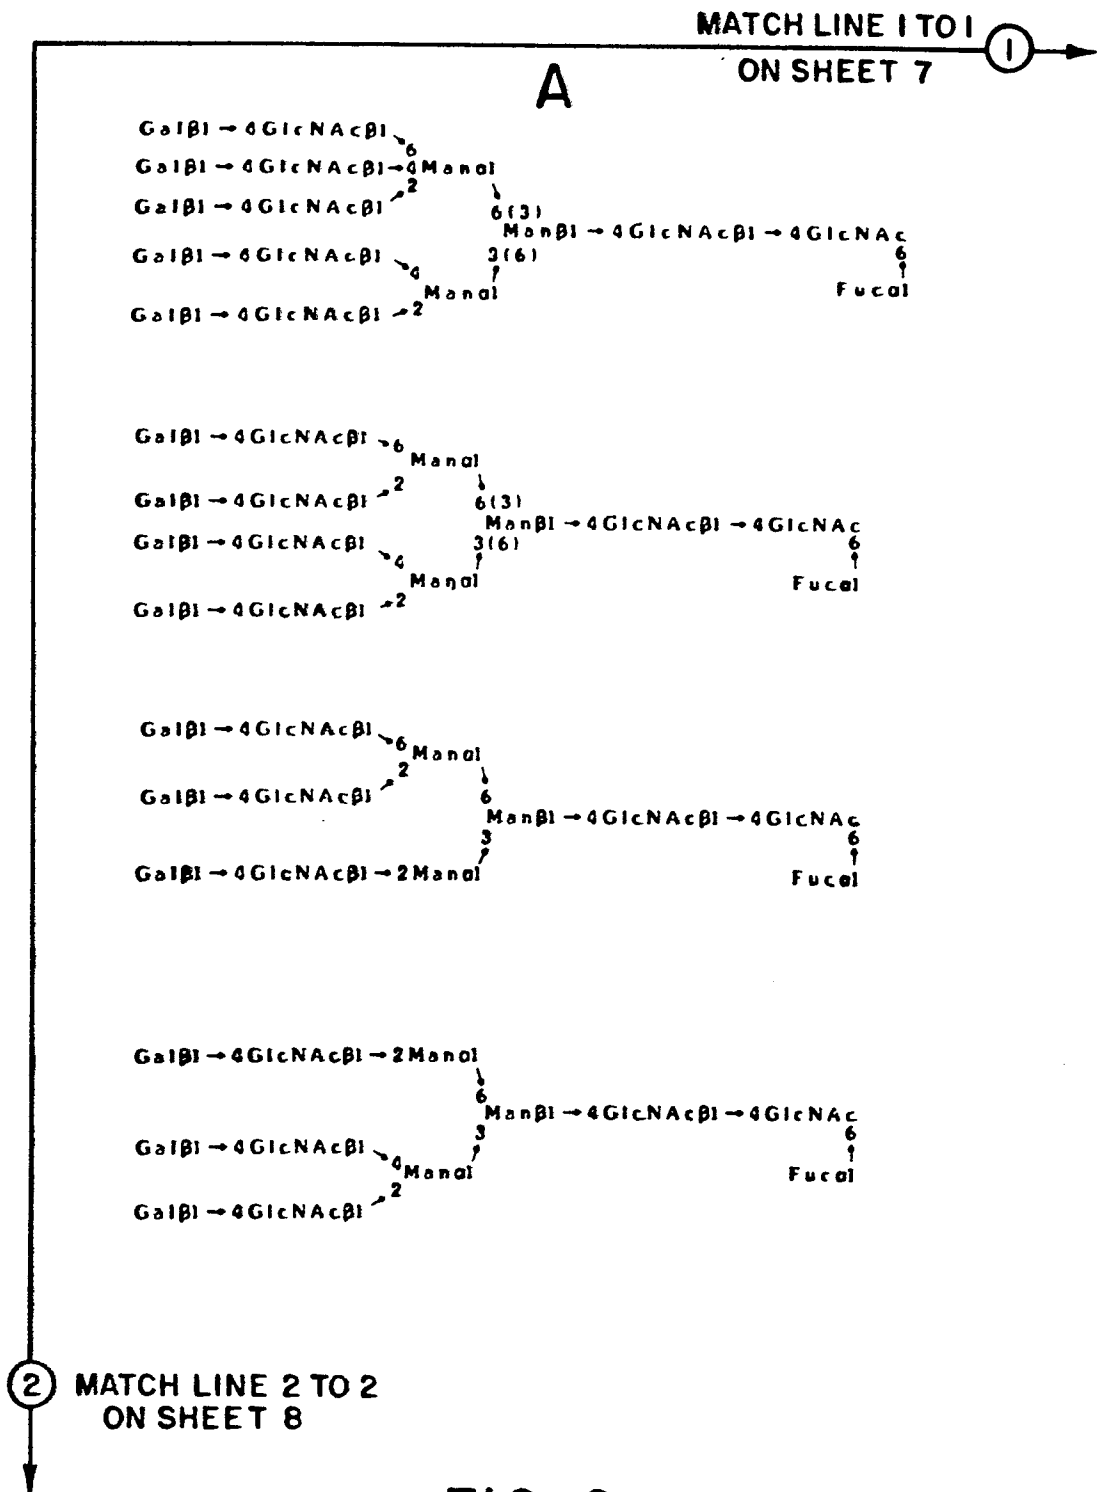 MATCH LINE 1 TO 1
1
ON SHEET 7
A
Galβ1→4GlcNAcβ1
6
Galβ1→4GlcNAcβ1→4Manα1
2
Galβ1→4GlcNAcβ1
6(3)
Manβ1→4GlcNAcβ1→4GlcNAc
Galβ1→4GlcNAcβ1
3(6)
6
4
Manα1
Fucα1
2
Galβ1→4GlcNAcβ1
Galβ1→4GlcNAcβ1
6
Manα1
2
Galβ1→4GlcNAcβ1
6(3)
Manβ1→4GlcNAcβ1→4GlcNAc
Galβ1→4GlcNAcβ1
3(6)
6
4
Manα1
Fucα1
2
Galβ1→4GlcNAcβ1
Galβ1→4GlcNAcβ1
6
Manα1
2
Galβ1→4GlcNAcβ1
6
Manβ1→4GlcNAcβ1→4GlcNAc
3
6
Galβ1→4GlcNAcβ1→2Manα1
Fucα1
Galβ1→4GlcNAcβ1→2Manα1
6
Manβ1→4GlcNAcβ1→4GlcNAc
3
6
Galβ1→4GlcNAcβ1
4
Manα1
Fucα1
2
Galβ1→4GlcNAcβ1
2
MATCH LINE 2 TO 2
ON SHEET 8